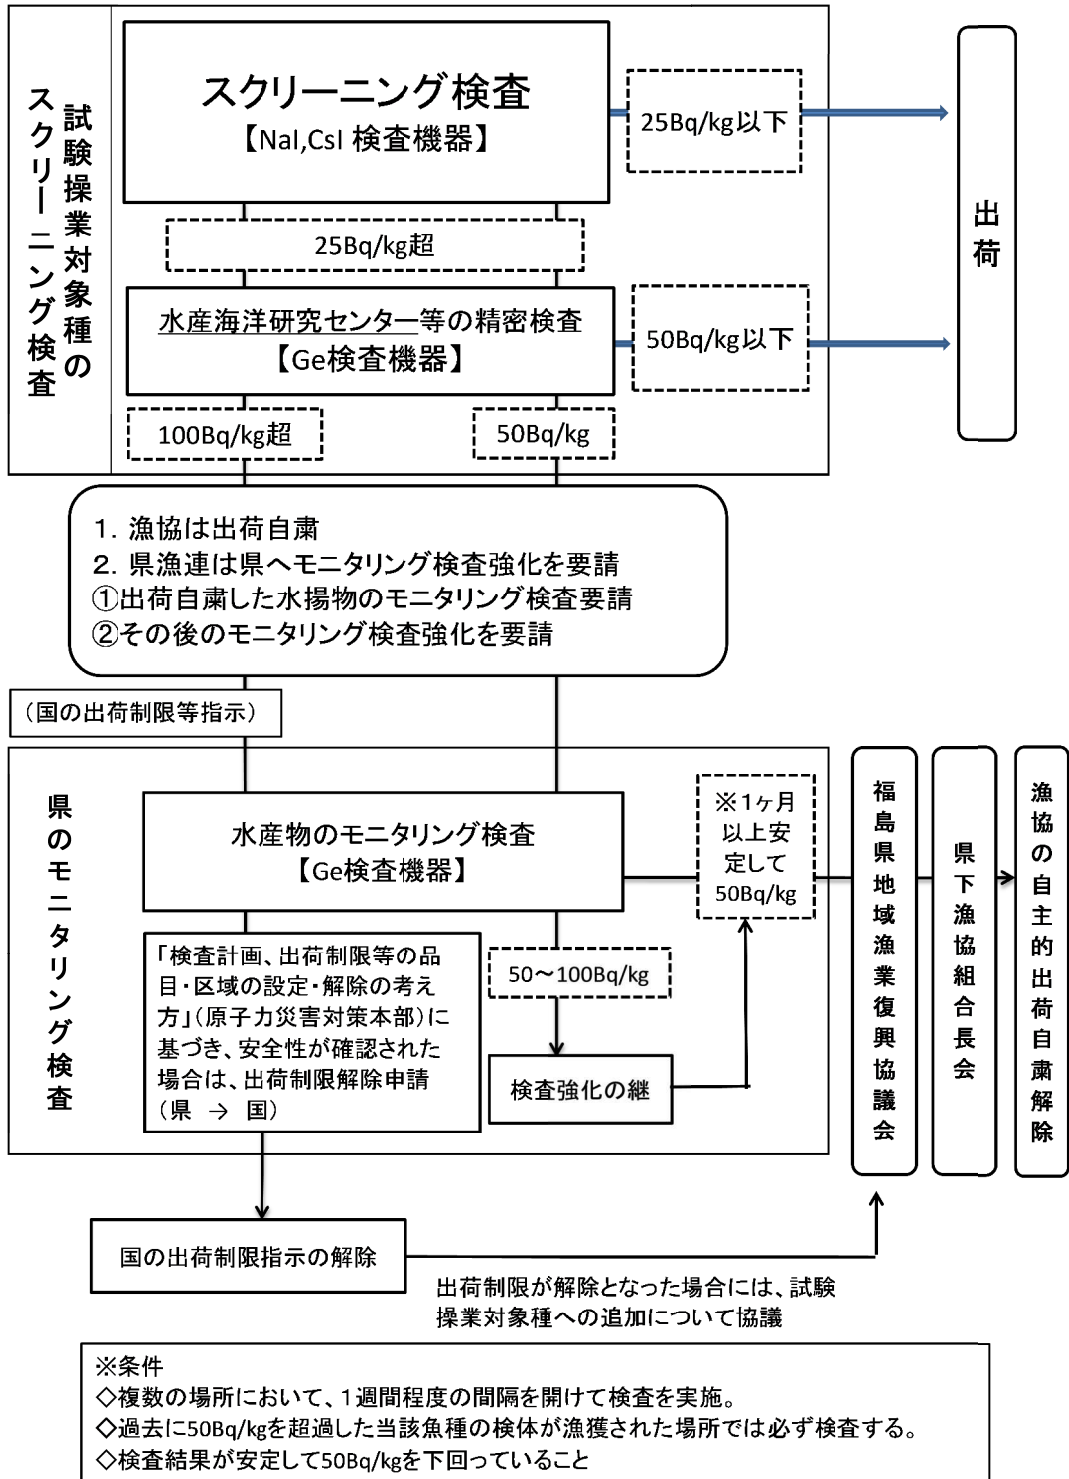 試験操業対象種の
スクリーニング検査
スクリーニング検査
【NaI,CsI 検査機器】
25Bq/kg以下
25Bq/kg超
水産海洋研究センター等の精密検査
【Ge検査機器】
50Bq/kg以下
出荷
100Bq/kg超
50Bq/kg
1．漁協は出荷自粛
2．県漁連は県へモニタリング検査強化を要請
①出荷自粛した水揚物のモニタリング検査要請
②その後のモニタリング検査強化を要請
（国の出荷制限等指示）
県のモニタリング検査
水産物のモニタリング検査
【Ge検査機器】
※１ヶ月
以上安
定して
50Bq/kg
「検査計画、出荷制限等の品
目・区域の設定・解除の考え
方」（原子力災害対策本部）に
基づき、安全性が確認された
場合は、出荷制限解除申請
（県 → 国）
50～100Bq/kg
検査強化の継
福島県地域漁業復興協議会
県下漁協組合長会
漁協の自主的出荷自粛解除
国の出荷制限指示の解除
出荷制限が解除となった場合には、試験
操業対象種への追加について協議
※条件
◇複数の場所において、１週間程度の間隔を開けて検査を実施。
◇過去に50Bq/kgを超過した当該魚種の検体が漁獲された場所では必ず検査する。
◇検査結果が安定して50Bq/kgを下回っていること